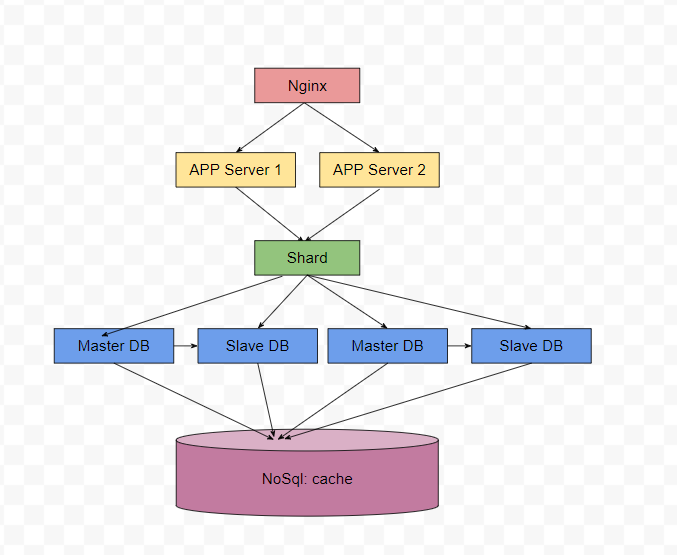 Nginx
APP Server 1
APP Server 2
Shard
Master DB
Slave DB
Master DB
Slave DB
NoSql: cache